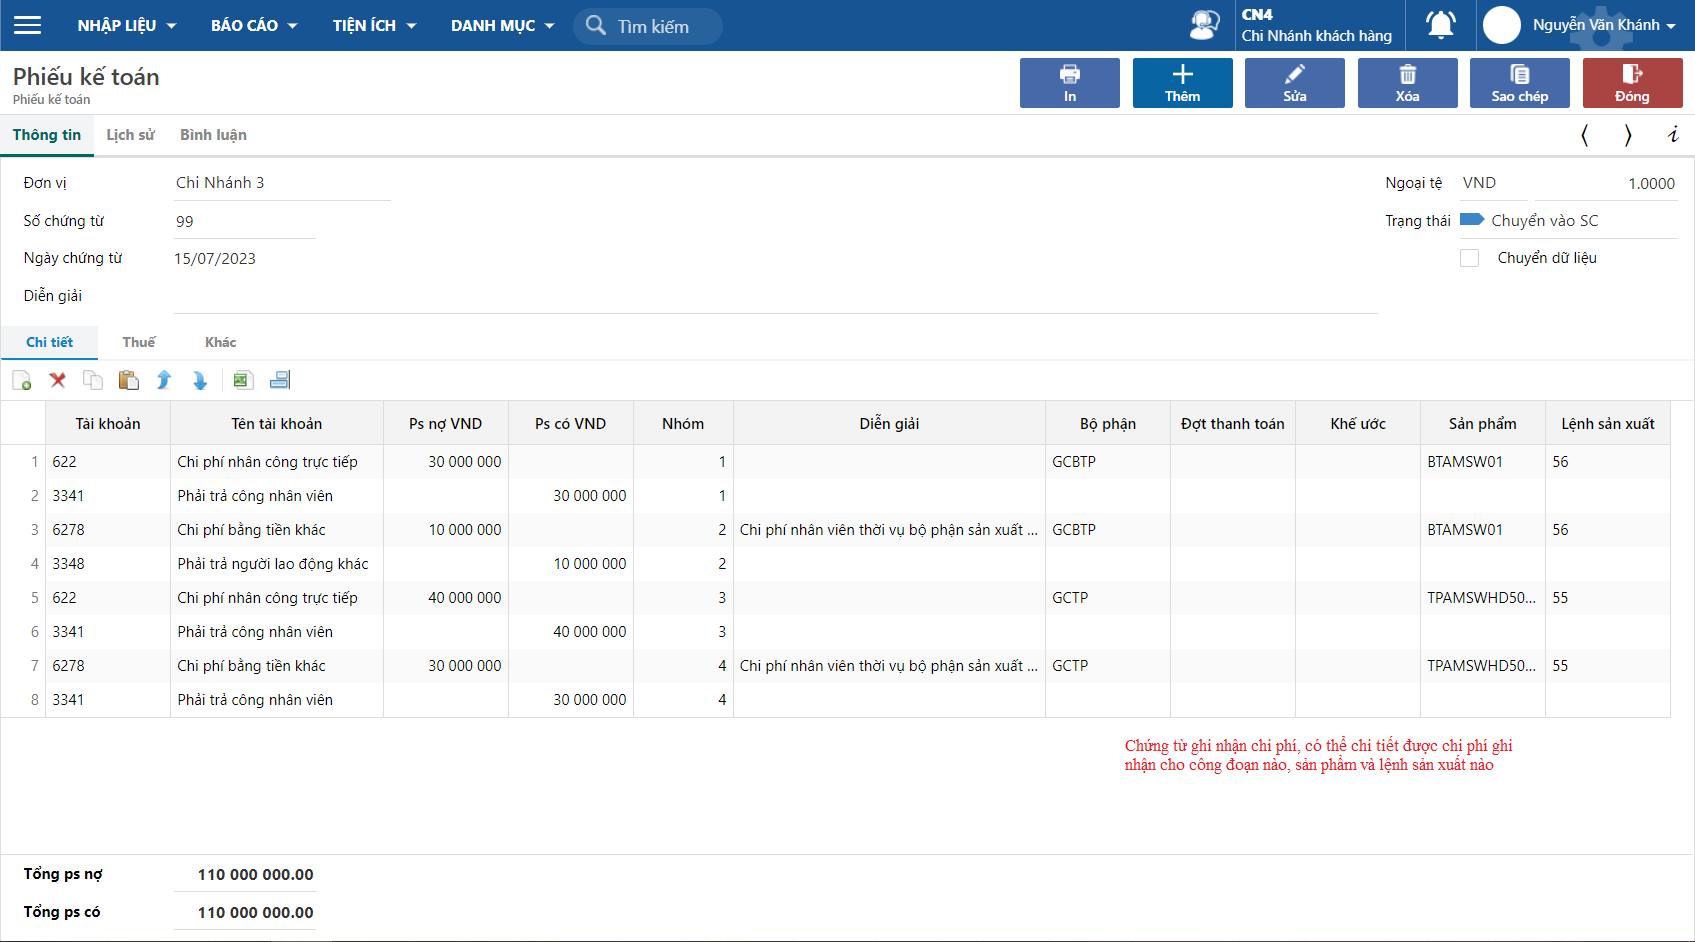 NHẬP LIỆU BÁO CÁO TIỆN ÍCH DANH MỤC Tìm kiếm CN4 Nguyễn Văn Khánh
Chi Nhánh khách hàng
Phiếu kế toán
Phiếu kế toán
In Thêm Sửa Xóa Sao chép Đóng
Thông tin Lịch sử Bình luận
Đơn vị Chi Nhánh 3 Ngoại tệ VND 1.0000
Số chứng từ 99 Trạng thái Chuyển vào SC
Ngày chứng từ 15/07/2023 Chuyển dữ liệu
Diễn giải
Chi tiết Thuế Khác
Tài khoản Tên tài khoản Ps nợ VND Ps có VND Nhóm Diễn giải Bộ phận Đợt thanh toán Khế ước Sản phẩm Lệnh sản xuất
1 622 Chi phí nhân công trực tiếp 30 000 000 1 GCBTP BTAMSW01 56
2 3341 Phải trả công nhân viên 30 000 000 1
3 6278 Chi phí bằng tiền khác 10 000 000 2 Chi phí nhân viên thời vụ bộ phận sản xuất ... GCBTP BTAMSW01 56
4 3348 Phải trả người lao động khác 10 000 000 2
5 622 Chi phí nhân công trực tiếp 40 000 000 3 GCTP TPAMSWHD50... 55
6 3341 Phải trả công nhân viên 40 000 000 3
7 6278 Chi phí bằng tiền khác 30 000 000 4 Chi phí nhân viên thời vụ bộ phận sản xuất ... GCTP TPAMSWHD50... 55
8 3341 Phải trả công nhân viên 30 000 000 4
Chứng từ ghi nhận chi phí, có thể chi tiết được chi phí ghi
nhận cho công đoạn nào, sản phẩm và lệnh sản xuất nào
Tổng ps nợ 110 000 000.00
Tổng ps có 110 000 000.00